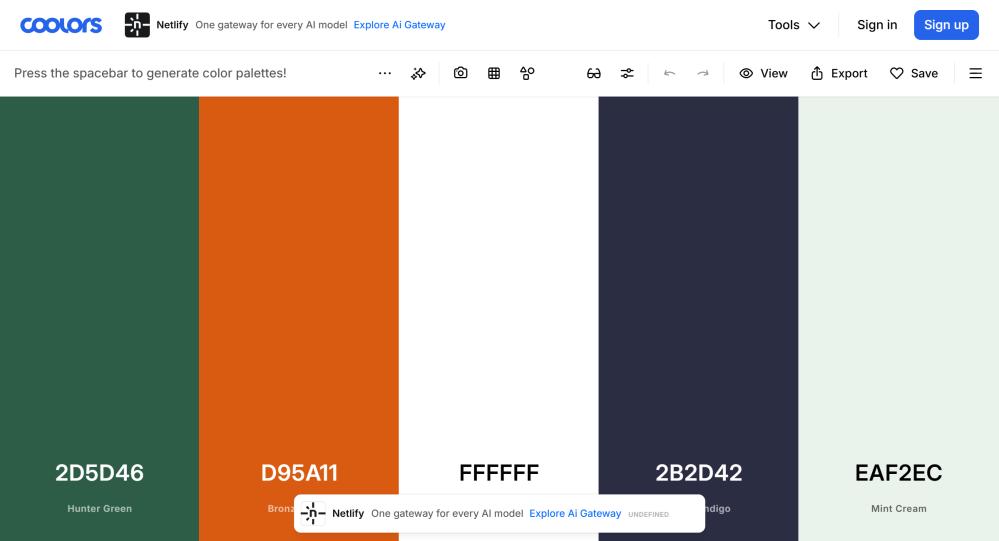 coolors
Netlify One gateway for every AI model Explore Ai Gateway
Tools
Sign in
Sign up
Press the spacebar to generate color palettes!
View
Export
Save
2D5D46
Hunter Green
D95A11
FFFFFF
2B2D42
EAF2EC
Mint Cream
Netlify One gateway for every AI model Explore Ai Gateway UNDEFINED